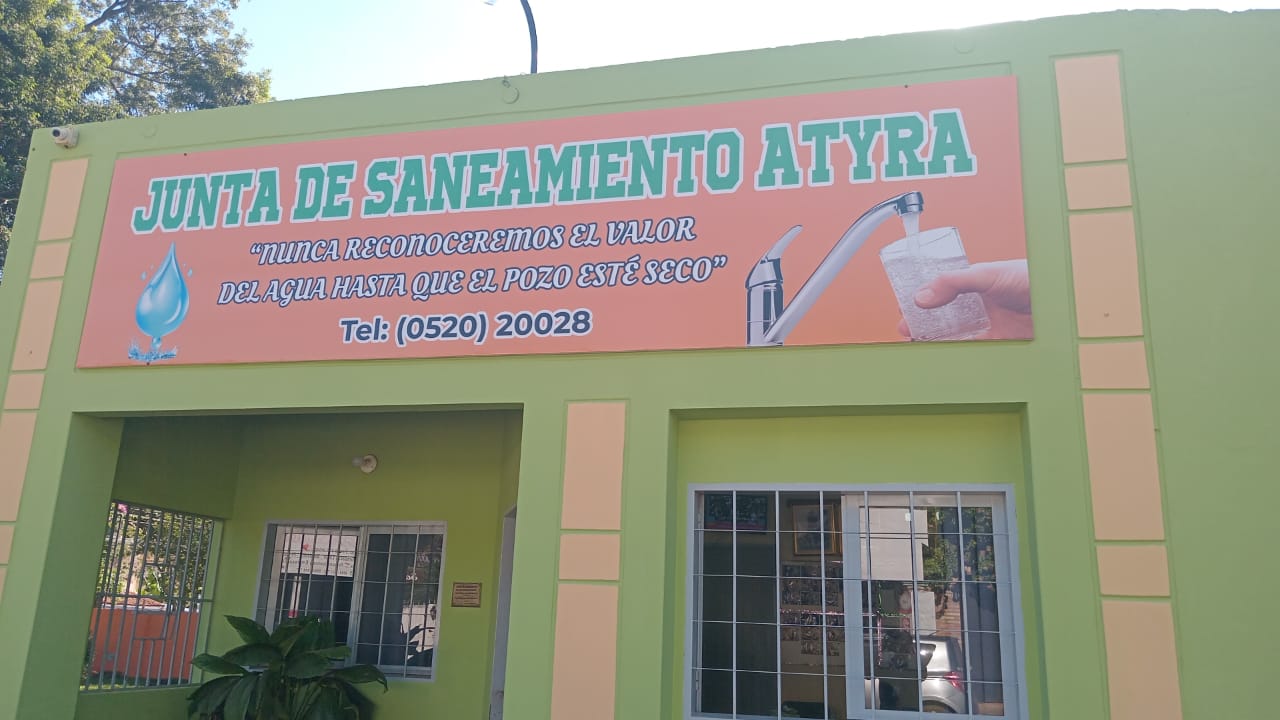 JUNTA DE SANEAMIENTO ATYRA
“NUNCA RECONOCEREMOS EL VALOR
DEL AGUA HASTA QUE EL POZO ESTÉ SECO”
Tel: (0520) 20028